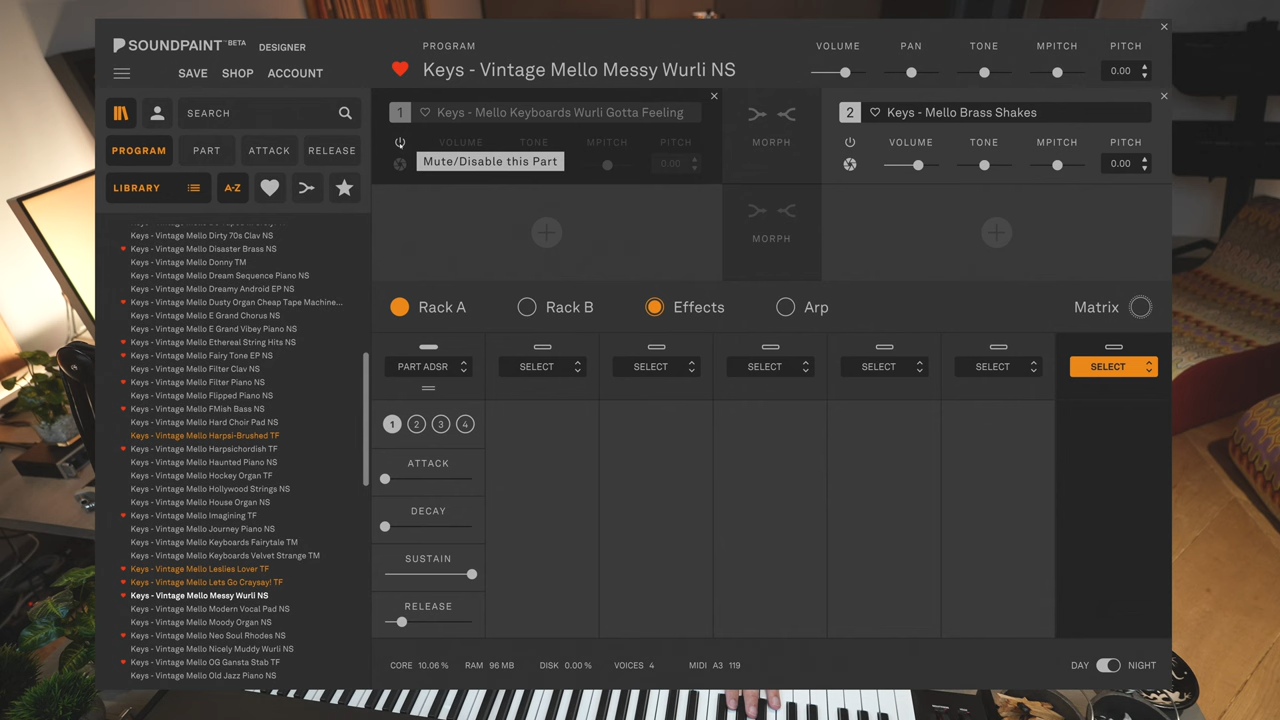 SOUNDPAINT™ BETA DESIGNER
SAVE SHOP ACCOUNT
PROGRAM
Keys - Vintage Mello Messy Wurli NS
VOLUME PAN TONE MPITCH PITCH
0.00
SEARCH
PROGRAM PART ATTACK RELEASE
LIBRARY A-Z
Keys - Vintage Mello Dirty 70s Clav NS
Keys - Vintage Mello Disaster Brass NS
Keys - Vintage Mello Donny TM
Keys - Vintage Mello Dream Sequence Piano NS
Keys - Vintage Mello Dreamy Android EP NS
Keys - Vintage Mello Dusty Organ Cheap Tape Machine...
Keys - Vintage Mello E Grand Chorus NS
Keys - Vintage Mello E Grand Vibey Piano NS
Keys - Vintage Mello Ethereal String Hits NS
Keys - Vintage Mello Fairy Tone EP NS
Keys - Vintage Mello Filter Clav NS
Keys - Vintage Mello Filter Piano NS
Keys - Vintage Mello Flipped Piano NS
Keys - Vintage Mello FMish Bass NS
Keys - Vintage Mello Hard Choir Pad NS
Keys - Vintage Mello Harpsi-Brushed TF
Keys - Vintage Mello Harpsichordish TF
Keys - Vintage Mello Haunted Piano NS
Keys - Vintage Mello Hockey Organ TF
Keys - Vintage Mello Hollywood Strings NS
Keys - Vintage Mello House Organ NS
Keys - Vintage Mello Imagining TF
Keys - Vintage Mello Journey Piano NS
Keys - Vintage Mello Keyboards Fairytale TM
Keys - Vintage Mello Keyboards Velvet Strange TM
Keys - Vintage Mello Leslies Lover TF
Keys - Vintage Mello Lets Go Craysay! TF
Keys - Vintage Mello Messy Wurli NS
Keys - Vintage Mello Modern Vocal Pad NS
Keys - Vintage Mello Moody Organ NS
Keys - Vintage Mello Neo Soul Rhodes NS
Keys - Vintage Mello Nicely Muddy Wurli NS
Keys - Vintage Mello OG Gansta Stab TF
Keys - Vintage Mello Old Jazz Piano NS
1 Keys - Mello Keyboards Wurli Gotta Feeling
VOLUME TONE MPITCH PITCH
Mute/Disable this Part
0.00
MORPH
2 Keys - Mello Brass Shakes
VOLUME TONE MPITCH PITCH
0.00
MORPH
Rack A Rack B Effects Arp Matrix
PART ADSR SELECT SELECT SELECT SELECT SELECT SELECT
1 2 3 4
ATTACK
DECAY
SUSTAIN
RELEASE
CORE 10.06 % RAM 96 MB DISK 0.00 % VOICES 4 MIDI A3 119
DAY NIGHT